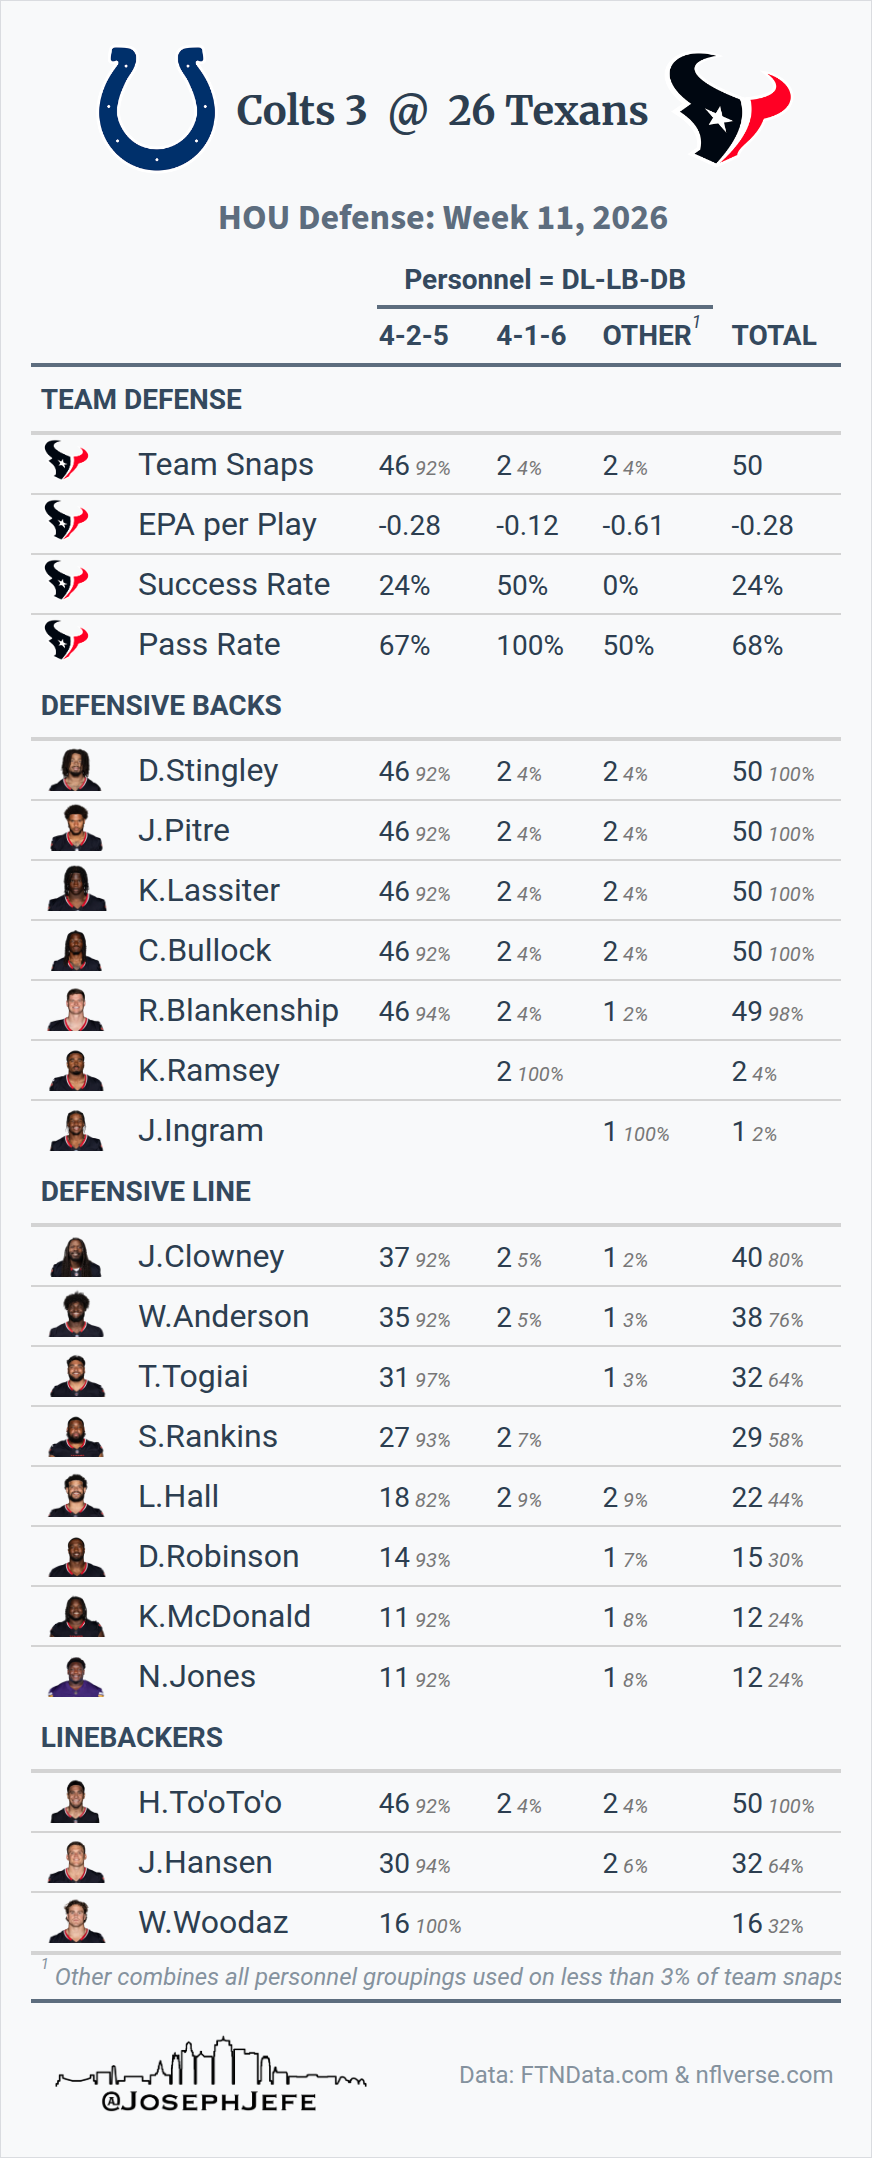 Colts 3 @ 26 Texans
HOU Defense: Week 11, 2026
Personnel = DL-LB-DB
4-2-5 4-1-6 OTHER1 TOTAL
TEAM DEFENSE
Team Snaps 46 92% 2 4% 2 4% 50
EPA per Play -0.28 -0.12 -0.61 -0.28
Success Rate 24% 50% 0% 24%
Pass Rate 67% 100% 50% 68%
DEFENSIVE BACKS
D.Stingley 46 92% 2 4% 2 4% 50 100%
J.Pitre 46 92% 2 4% 2 4% 50 100%
K.Lassiter 46 92% 2 4% 2 4% 50 100%
C.Bullock 46 92% 2 4% 2 4% 50 100%
R.Blankenship 46 94% 2 4% 1 2% 49 98%
K.Ramsey 2 100% 2 4%
J.Ingram 1 100% 1 2%
DEFENSIVE LINE
J.Clowney 37 92% 2 5% 1 2% 40 80%
W.Anderson 35 92% 2 5% 1 3% 38 76%
T.Togiai 31 97% 1 3% 32 64%
S.Rankins 27 93% 2 7% 29 58%
L.Hall 18 82% 2 9% 2 9% 22 44%
D.Robinson 14 93% 1 7% 15 30%
K.McDonald 11 92% 1 8% 12 24%
N.Jones 11 92% 1 8% 12 24%
LINEBACKERS
H.To'oTo'o 46 92% 2 4% 2 4% 50 100%
J.Hansen 30 94% 2 6% 32 64%
W.Woodaz 16 100% 16 32%
1 Other combines all personnel groupings used on less than 3% of team snaps
@JosephJefe
Data: FTNData.com & nflverse.com